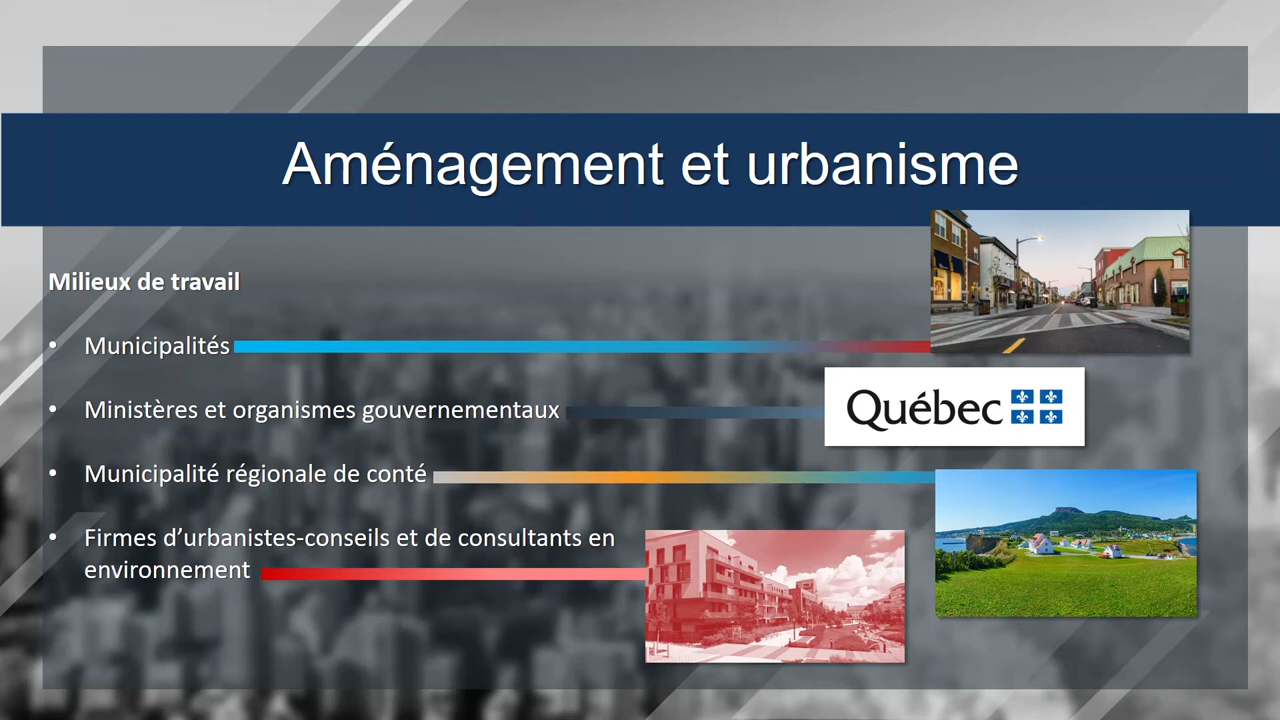 Aménagement et urbanisme
Milieux de travail
• Municipalités
• Ministères et organismes gouvernementaux
Québec
• Municipalité régionale de conté
• Firmes d’urbanistes-conseils et de consultants en
environnement